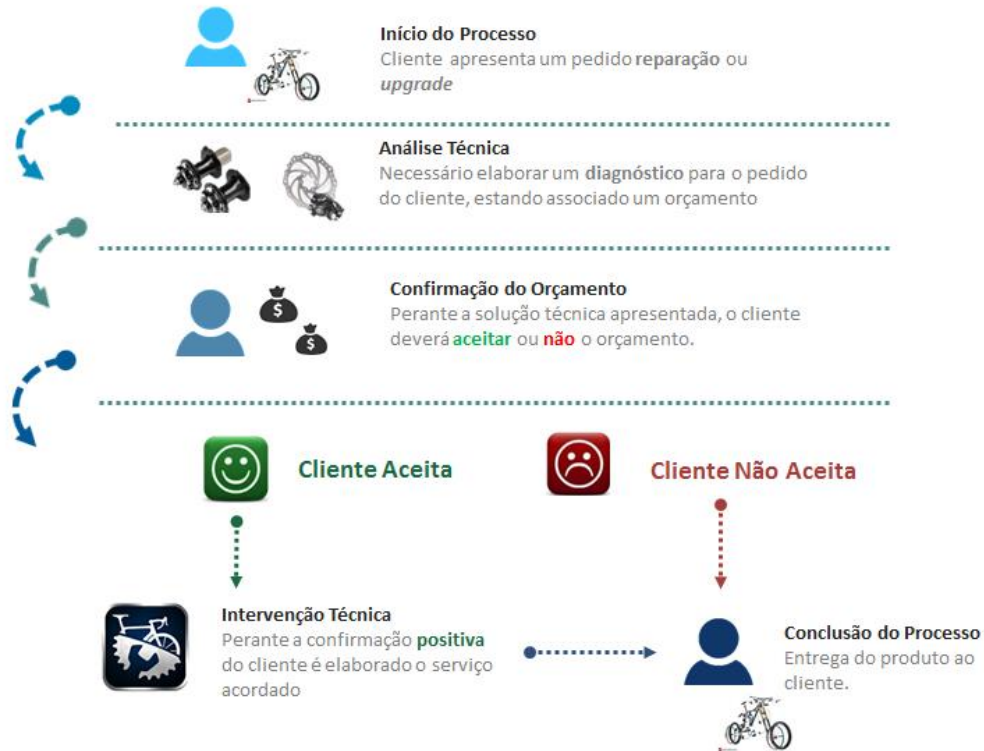 Início do Processo
Cliente apresenta um pedido reparação ou
upgrade
Análise Técnica
Necessário elaborar um diagnóstico para o pedido
do cliente, estando associado um orçamento
Confirmação do Orçamento
Perante a solução técnica apresentada, o cliente
deverá aceitar ou não o orçamento.
$
$
Cliente Aceita
Cliente Não Aceita
Intervenção Técnica
Perante a confirmação positiva
do cliente é elaborado o serviço
acordado
Conclusão do Processo
Entrega do produto ao
cliente.